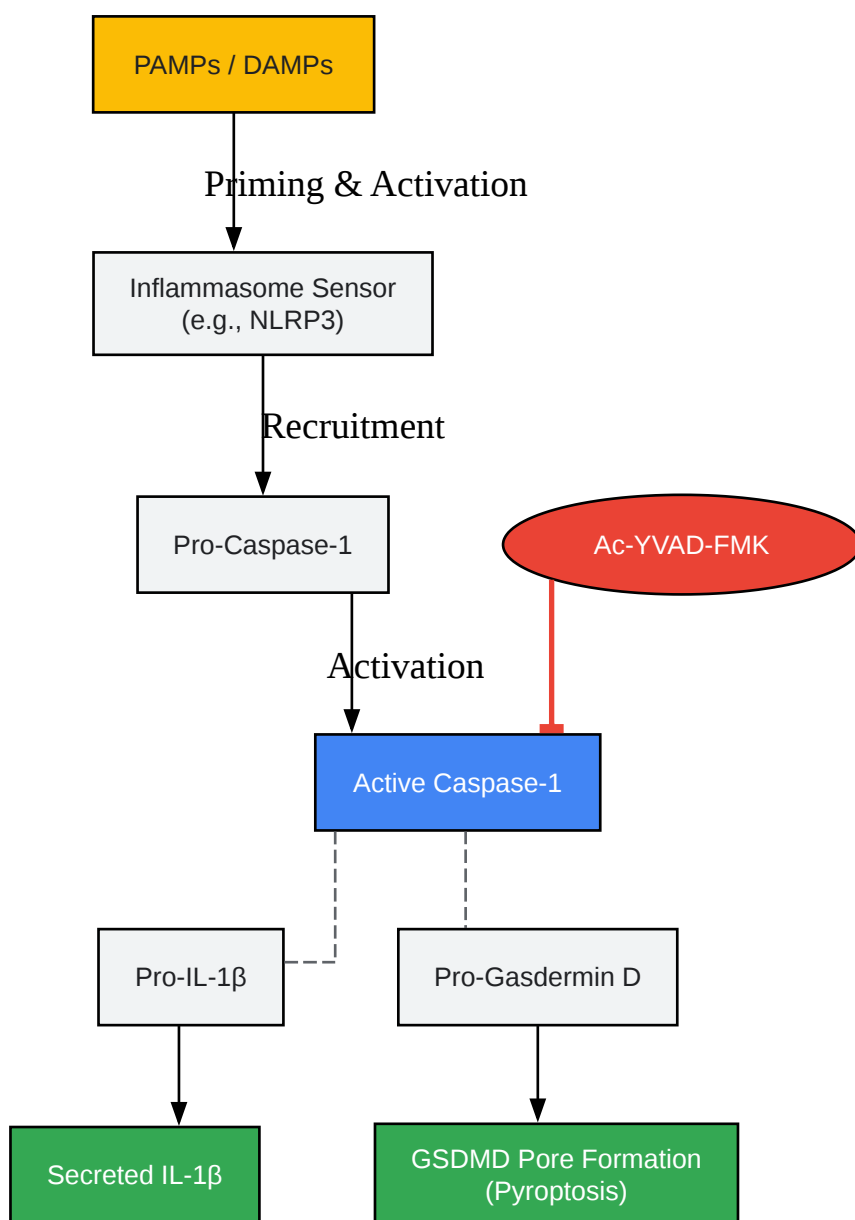 PAMPs / DAMPs
Priming & Activation
Inflammasome Sensor
(e.g., NLRP3)
Recruitment
Pro-Caspase-1
Ac-YVAD-FMK
Activation
Active Caspase-1
Pro-IL-1β
Pro-Gasdermin D
Secreted IL-1β
GSDMD Pore Formation
(Pyroptosis)